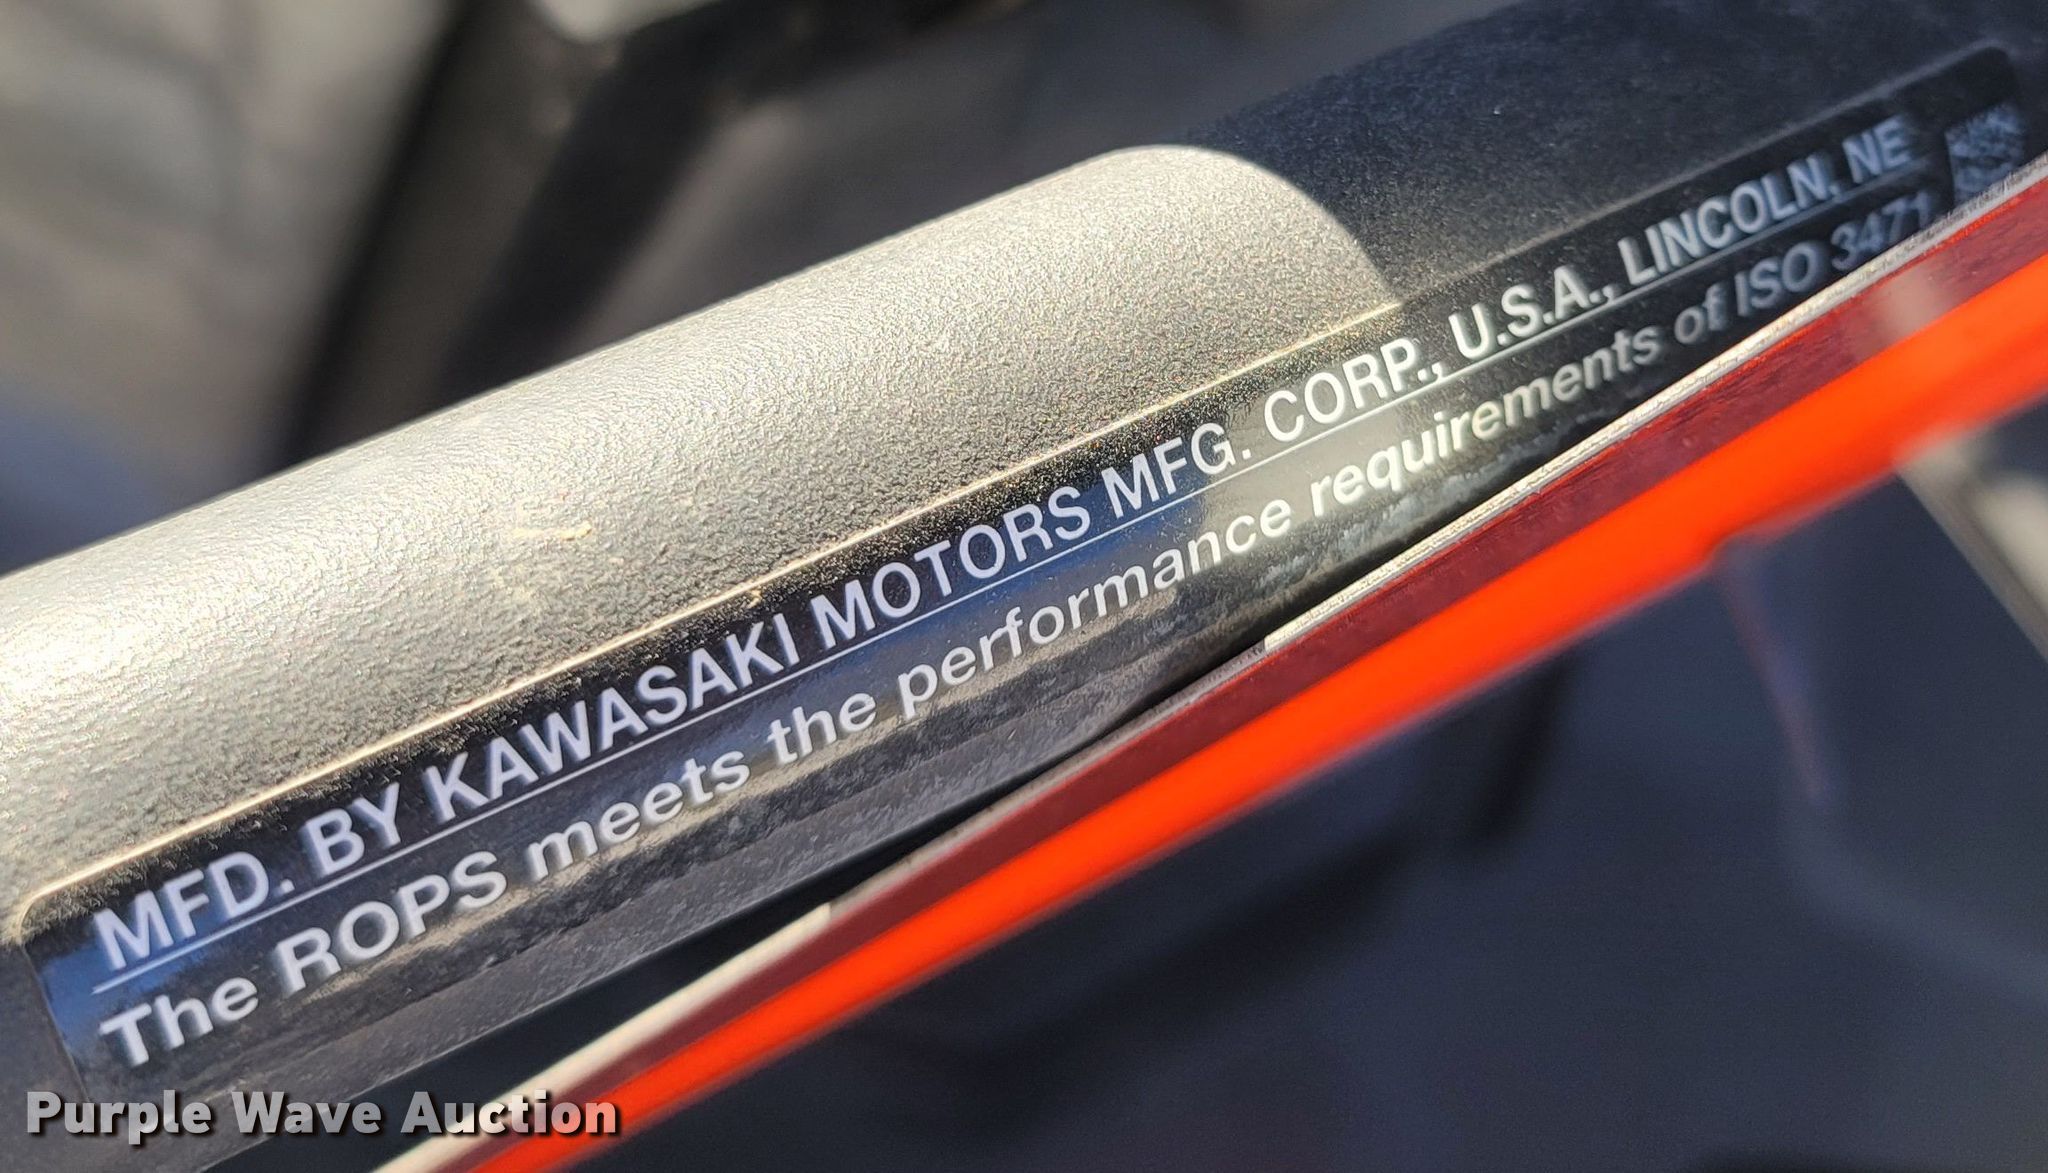 MFD. BY KAWASAKI MOTORS MFG. CORP., U.S.A., LINCOLN, NE
The ROPS meets the performance requirements of ISO 3471
Purple Wave Auction